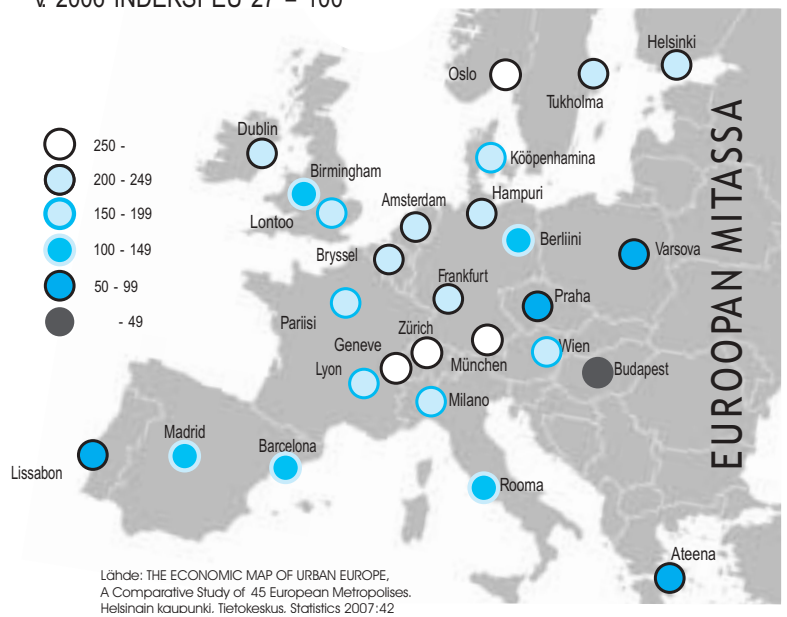 v. 2006 INDEKSI EU 27 = 100
Helsinki
Oslo
Tukholma
Dublin
250 -
200 - 249
150 - 199
100 - 149
50 - 99
- 49
Kööpenhamina
Birmingham
Amsterdam
Hampuri
Lontoo
Berliini
Varsova
Bryssel
Frankfurt
Praha
Pariisi
Zürich
Geneve
München
Wien
Lyon
Budapest
Milano
Madrid
Barcelona
Lissabon
Rooma
Ateena
EUROOPAN MITASSA
Lähde: THE ECONOMIC MAP OF URBAN EUROPE,
A Comparative Study of 45 European Metropolises.
Helsingin kaupunki, Tietokeskus, Statistics 2007:42